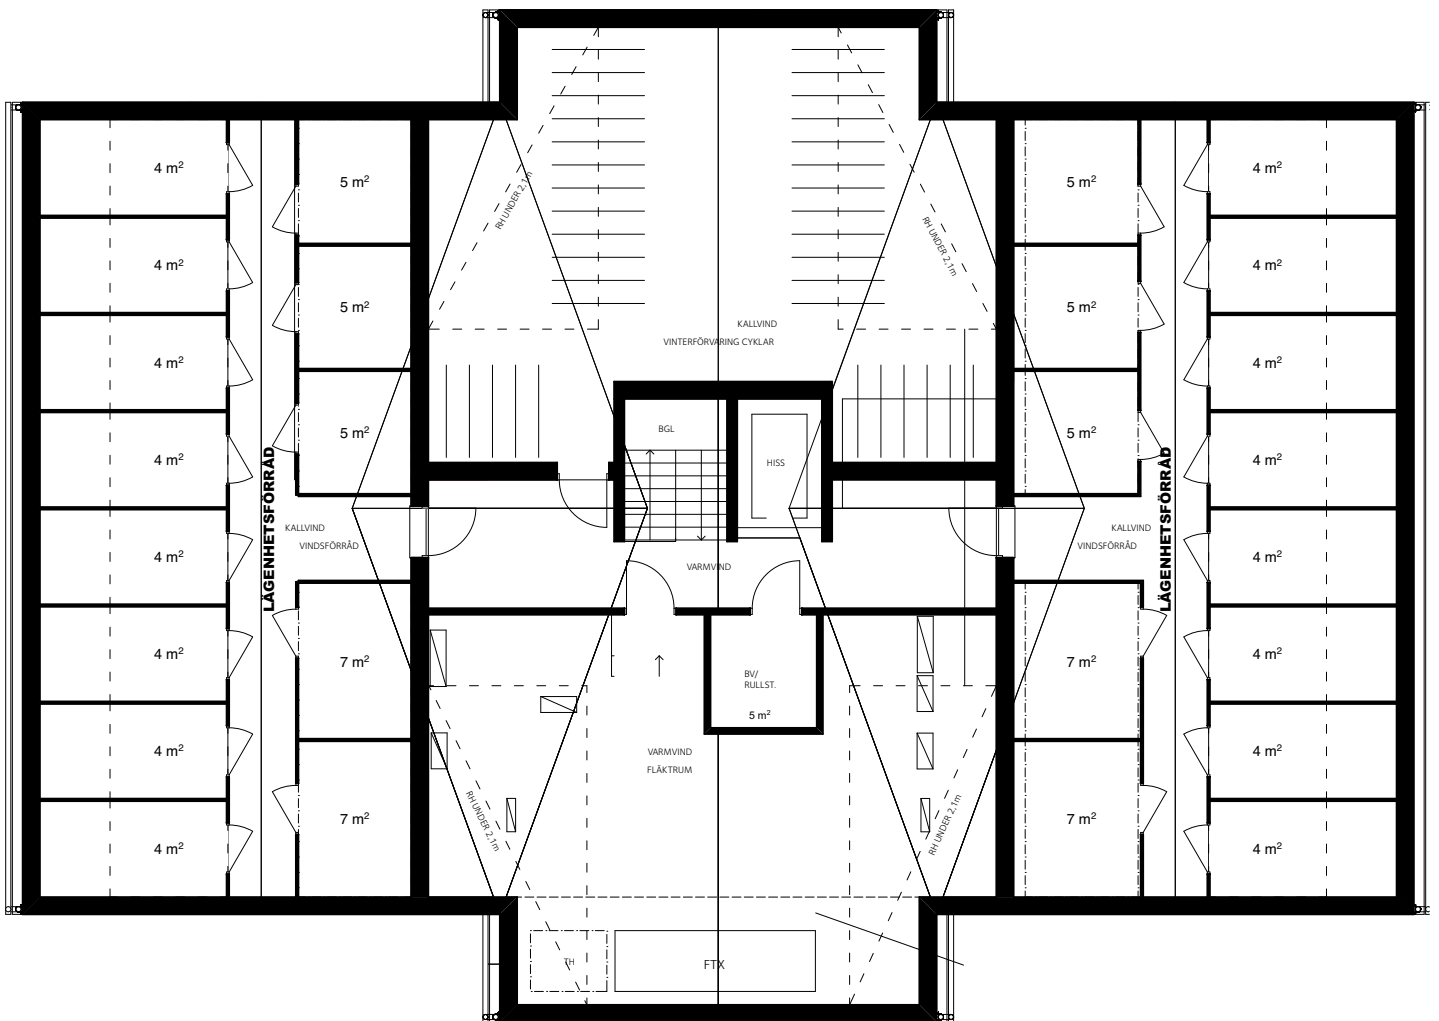 4 m²
5 m²
5 m²
4 m²
RH UNDER 2,1m
RH UNDER 2,1m
4 m²
5 m²
5 m²
4 m²
KALLVIND
VINTERFÖRVARING CYKLAR
4 m²
4 m²
5 m²
BGL
5 m²
4 m²
HISS
4 m²
LÄGENHETSFÖRRÅD
KALLVIND
VINDSFÖRRÅD
KALLVIND
VINDSFÖRRÅD
LÄGENHETSFÖRRÅD
4 m²
VARMVIND
4 m²
4 m²
7 m²
BV/
RULLST.
5 m²
7 m²
4 m²
4 m²
VARMVIND
FLÄKTRUM
4 m²
RH UNDER 2,1m
RH UNDER 2,1m
4 m²
7 m²
7 m²
4 m²
TH
FTX